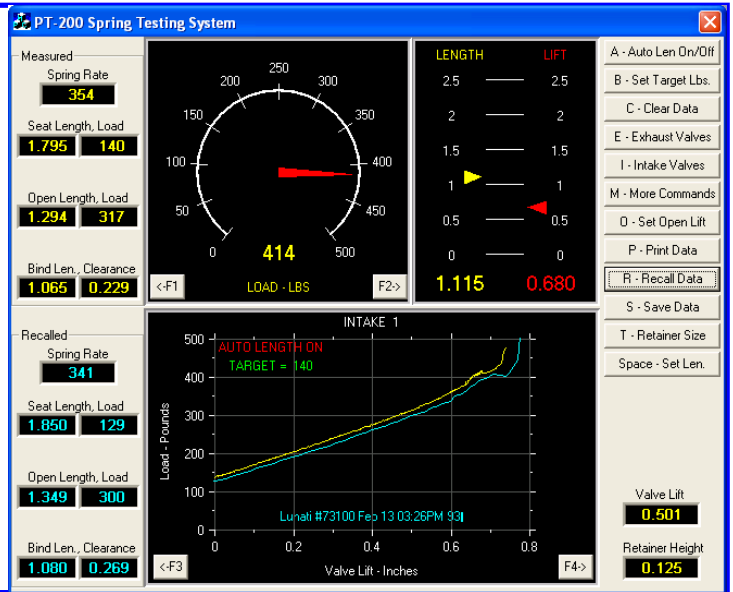 PT-200 Spring Testing System
Measured
Spring Rate
354
Seat Length, Load
1.795 140
Open Length, Load
1.294 317
Bind Len., Clearance
1.065 0.229
Recalled
Spring Rate
341
Seat Length, Load
1.850 129
Open Length, Load
1.349 300
Bind Len., Clearance
1.080 0.269
250
200 300
150 350
100 400
50 450
0 414 500
<-F1 LOAD - LBS F2->
LENGTH LIFT
2.5 2.5
2 2
1.5 1.5
1 1
0.5 0.5
0 0
1.115 0.680
INTAKE 1
AUTO LENGTH ON
TARGET = 140
500
400
300
200
100
0
Load - Pounds
Lunati #73100 Feb 13 03:26PM 93
0 0.2 0.4 0.6 0.8
<-F3 Valve Lift - Inches F4->
A - Auto Len On/Off
B - Set Target Lbs.
C - Clear Data
E - Exhaust Valves
I - Intake Valves
M - More Commands
O - Set Open Lift
P - Print Data
R - Recall Data
S - Save Data
T - Retainer Size
Space - Set Len.
Valve Lift
0.501
Retainer Height
0.125